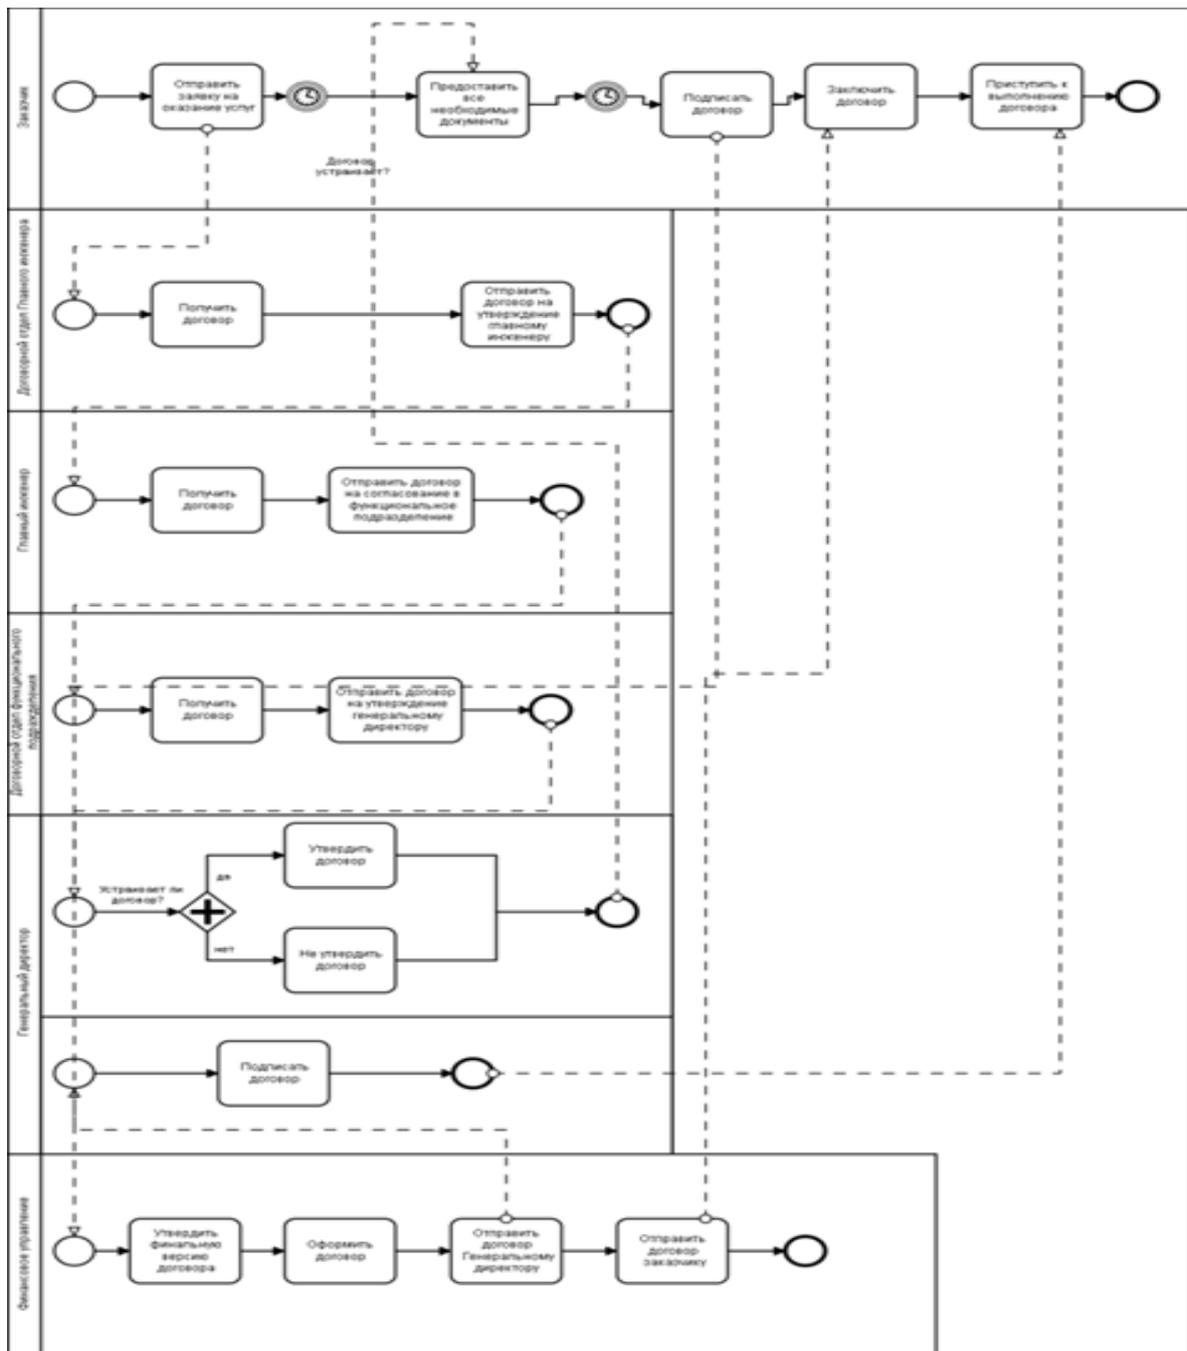 Заказчик
Отправить
заявку на
оказание услуг
Предоставить
все
необходимые
документы
Подписать
договор
Заключить
договор
Приступить к
выполнению
договора
Договор
устраивает?
Договорной отдел Главного инженера
Получить
договор
Отправить
договор на
утверждение
главному
инженеру
Главный инженер
Получить
договор
Отправить договор
на согласование в
функциональное
подразделение
Договорной отдел функционального
подразделения
Получить
договор
Отправить договор
на утверждение
генеральному
директору
Генеральный директор
Устраивает ли
договор?
да
нет
Утвердить
договор
Не утвердить
договор
Подписать
договор
Финансовое управление
Утвердить
финальную
версию
договора
Оформить
договор
Отправить
договор
Генеральному
директору
Отправить
договор
заказчику